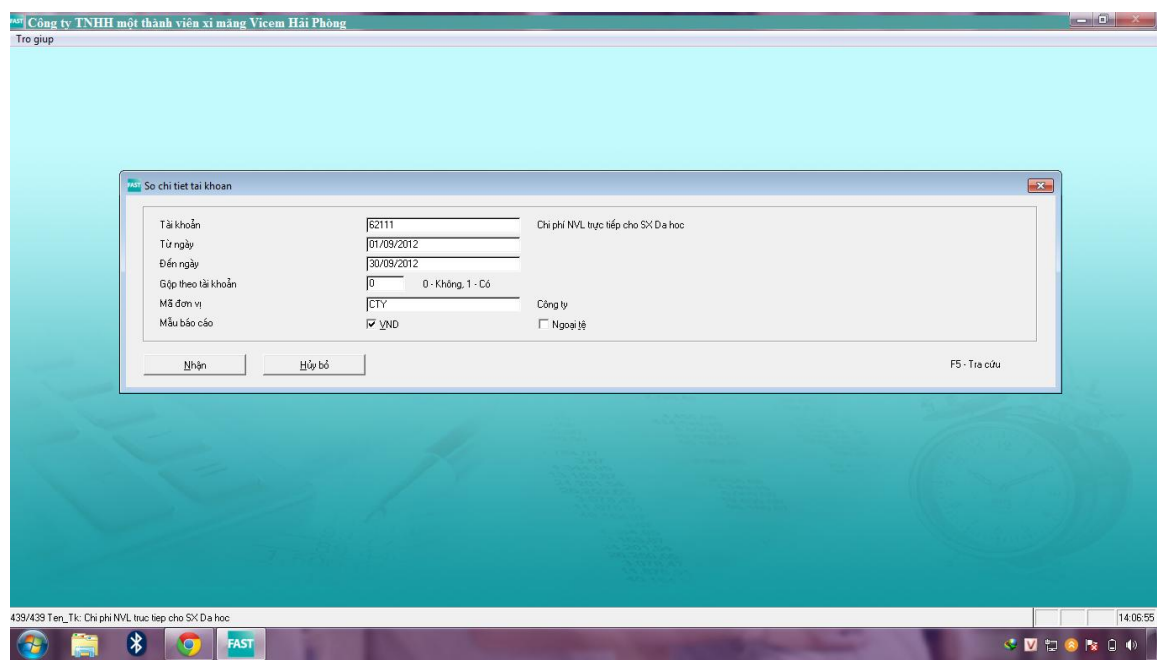 FAST Công ty TNHH một thành viên xi măng Vicem Hải Phòng
Tro giup
FAST So chi tiet tai khoan
Tài khoản 62111 Chi phí NVL trực tiếp cho SX Da hoc
Từ ngày 01/09/2012
Đến ngày 30/09/2012
Gộp theo tài khoản 0 0 - Không, 1 - Có
Mã đơn vị CTY Công ty
Mẫu báo cáo VND Ngoại tệ
Nhận Hủy bỏ F5 - Tra cứu
439/439 Ten_Tk: Chi phi NVL truc tiep cho SX Da hoc 14:06:55
FAST V